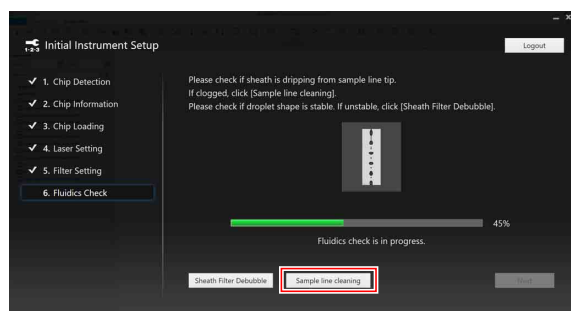 1-2-3 Initial Instrument Setup
Logout
1. Chip Detection
2. Chip Information
3. Chip Loading
4. Laser Setting
5. Filter Setting
6. Fluidics Check
Please check if sheath is dripping from sample line tip.
If clogged, click [Sample line cleaning].
Please check if droplet shape is stable. If unstable, click [Sheath Filter Debubble].
45%
Fluidics check is in progress.
Sheath Filter Debubble
Sample line cleaning
Next